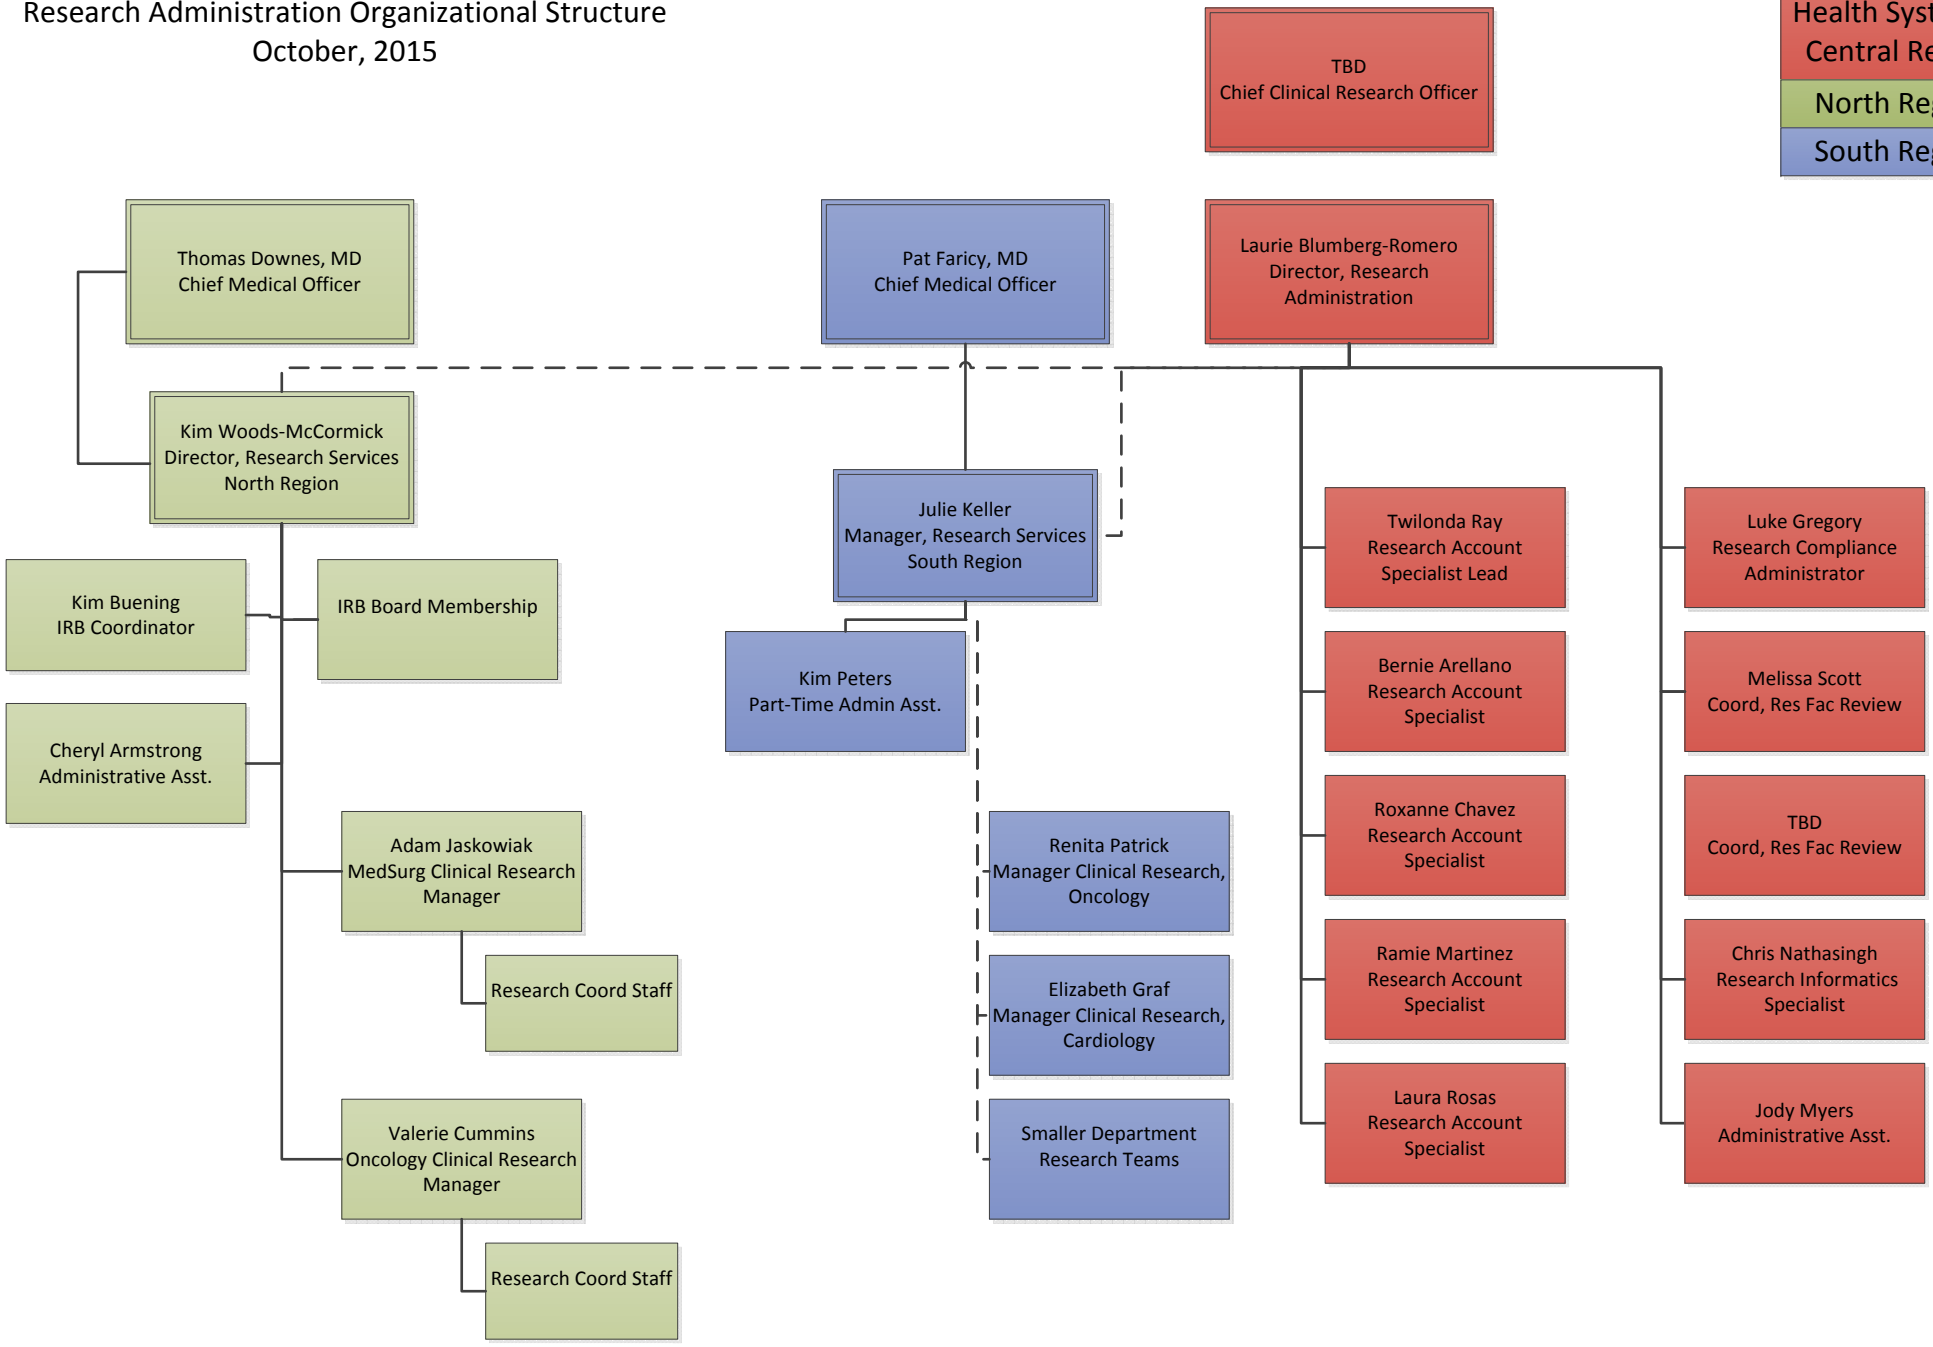 Research Administration Organizational Structure
October, 2015
TBD
Chief Clinical Research Officer
Health
Central
North
South
Thomas Downes, MD
Chief Medical Officer
Pat Faricy, MD
Chief Medical Officer
Laurie Blumberg-Romero
Director, Research
Administration
Kim Woods-McCormick
Director, Research Services
North Region
Julie Keller
Manager, Research Services
South Region
Kim Buening
IRB Coordinator
IRB Board Membership
Cheryl Armstrong
Administrative Asst.
Adam Jaskowiak
MedSurg Clinical Research
Manager
Research Coord Staff
Valerie Cummins
Oncology Clinical Research
Manager
Research Coord Staff
Kim Peters
Part-Time Admin Asst.
Renita Patrick
Manager Clinical Research,
Oncology
Elizabeth Graf
Manager Clinical Research,
Cardiology
Smaller Department
Research Teams
Twilonda Ray
Research Account
Specialist Lead
Bernie Arellano
Research Account
Specialist
Roxanne Chavez
Research Account
Specialist
Ramie Martinez
Research Account
Specialist
Laura Rosas
Research Account
Specialist
Luke Gregory
Research Compliance
Administrator
Melissa Scott
Coord, Res Fac Review
TBD
Coord, Res Fac Review
Chris Nathasingh
Research Informatics
Specialist
Jody Myers
Administrative Asst.